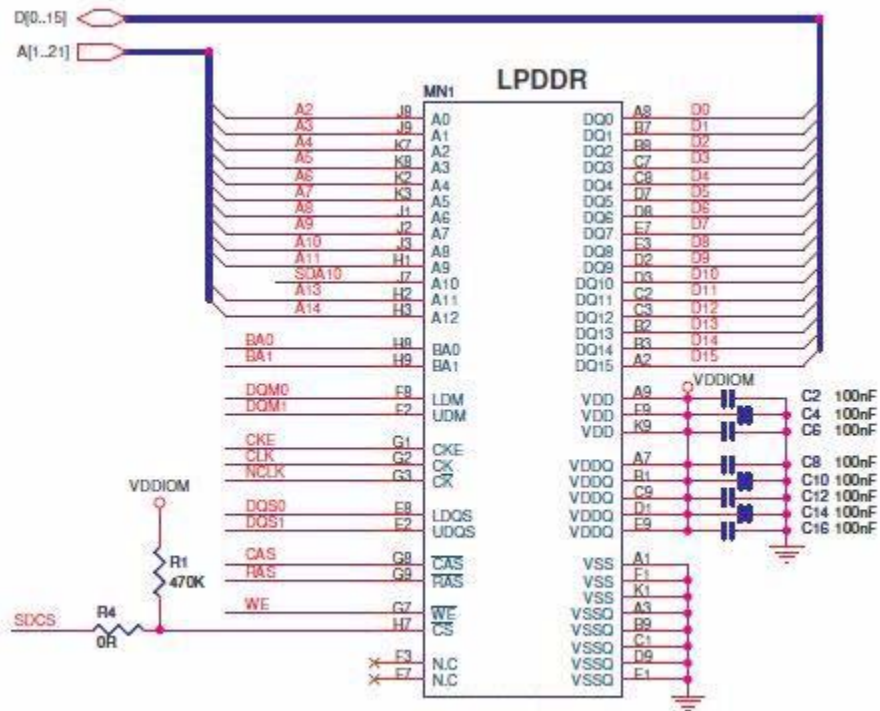 D[0..15]
A[1..21]
LPDDR
MN1
A2 J8 A0 DQ0 A8 D0
A3 J9 A1 DQ1 B7 D1
A4 K7 A2 DQ2 B8 D2
A5 K8 A3 DQ3 C7 D3
A6 K2 A4 DQ4 C8 D4
A7 K3 A5 DQ5 D7 D5
A8 J1 A6 DQ6 D8 D6
A9 J2 A7 DQ7 E7 D7
A10 J3 A8 DQ8 E3 D8
A11 H1 A9 DQ9 D2 D9
SDA10 J7 A10 DQ10 D3 D10
A13 H2 A11 DQ11 C2 D11
A14 H3 A12 DQ12 C3 D12
DQ13 B2 D13
BA0 H8 BA0 DQ14 B3 D14
BA1 H9 BA1 DQ15 A2 D15
VDDIOM
DQM0 F8 LDM VDD A9 C2 100nF
DQM1 F2 UDM VDD F9 C4 100nF
VDD K9 C6 100nF
CKE G1 CKE
CLK G2 CK VDDQ A7 C8 100nF
NCLK G3 CK VDDQ B1 C10 100nF
VDDIOM
VDDQ C9 C12 100nF
DQS0 E8 LDQS VDDQ D1 C14 100nF
DQS1 E2 UDQS VDDQ E9 C16 100nF
CAS G8 CAS VSS A1
R1 RAS G9 RAS VSS F1
470K VSS K1
WE G7 WE VSSQ A3
SDCS R4 H7 CS VSSQ B9
0R VSSQ C1
F3 N.C VSSQ D9
F7 N.C VSSQ E1